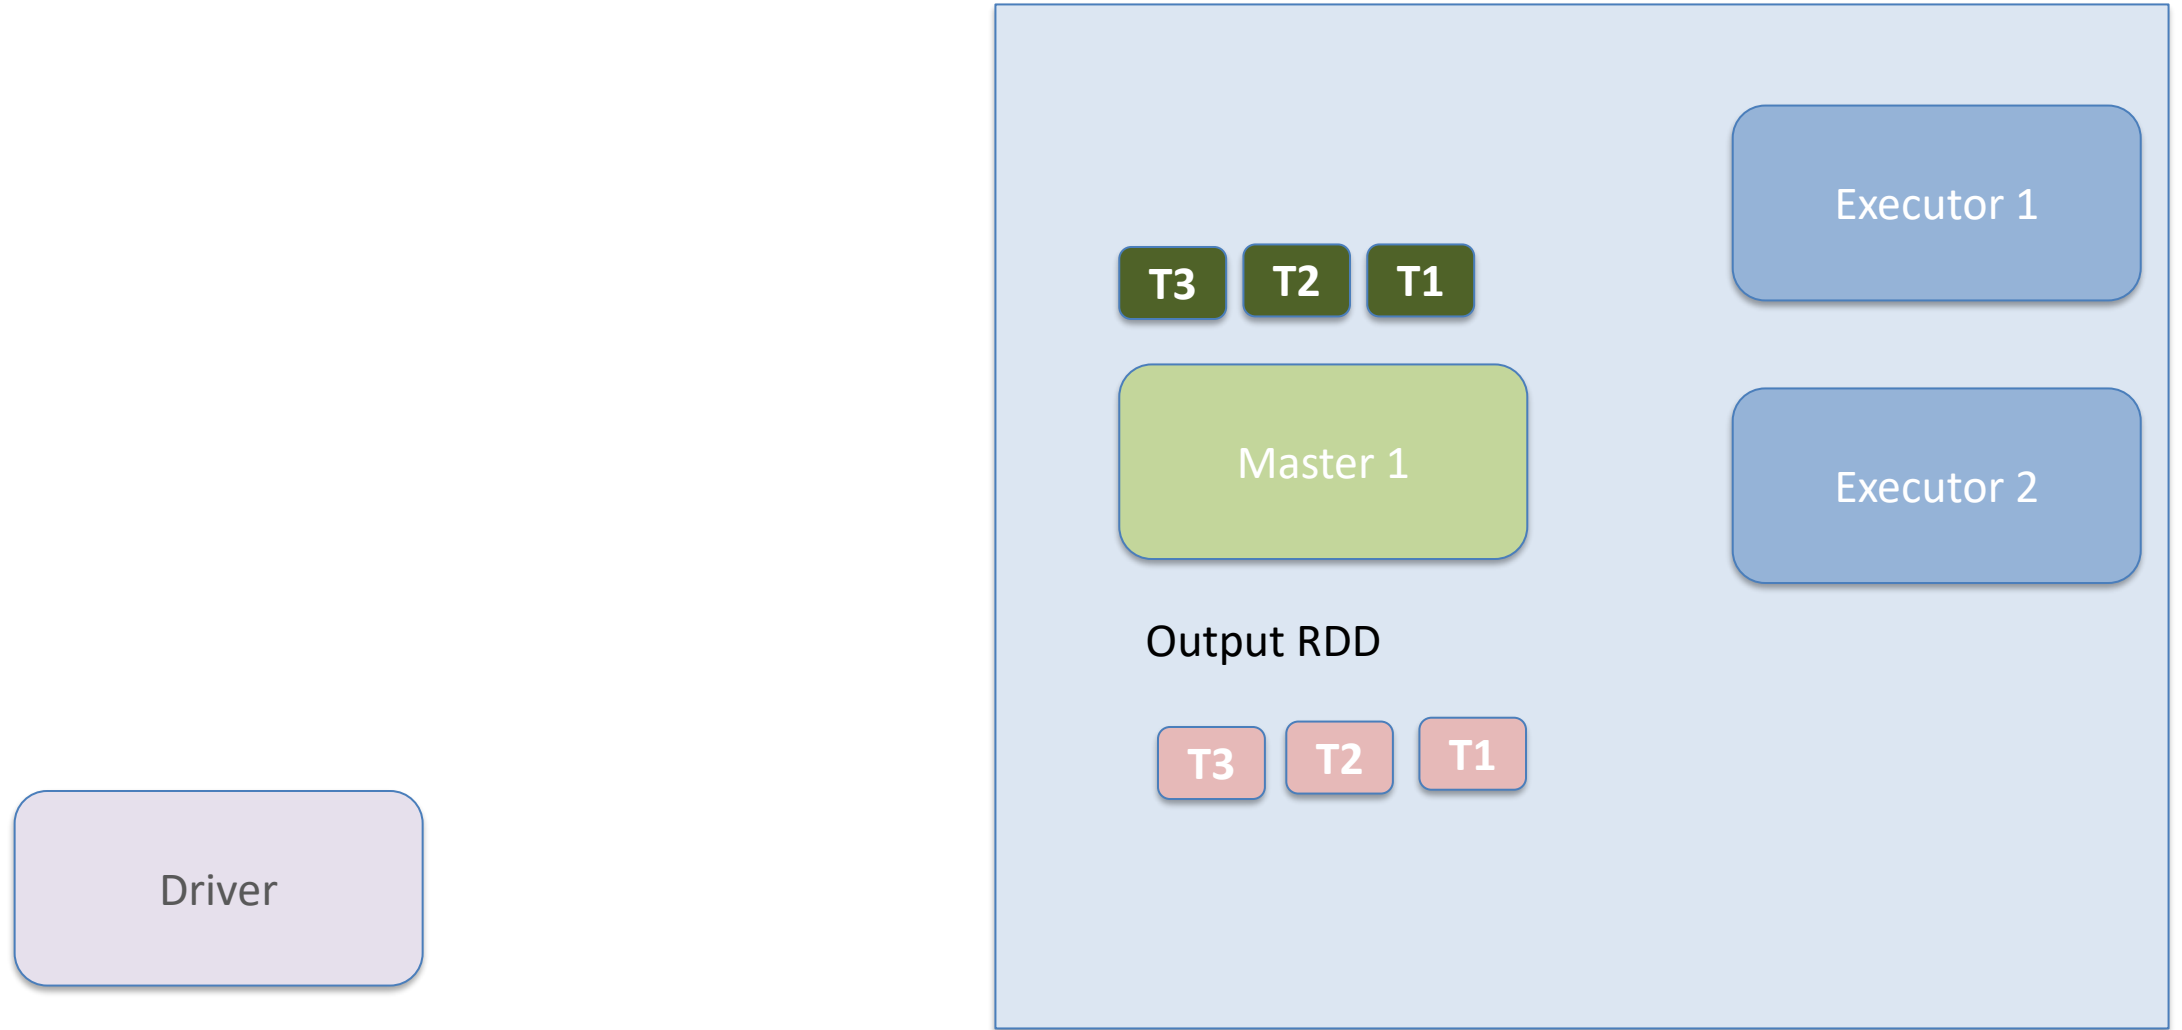 Executor 1
T3 T2 T1
Master 1
Executor 2
Output RDD
T3 T2 T1
Driver